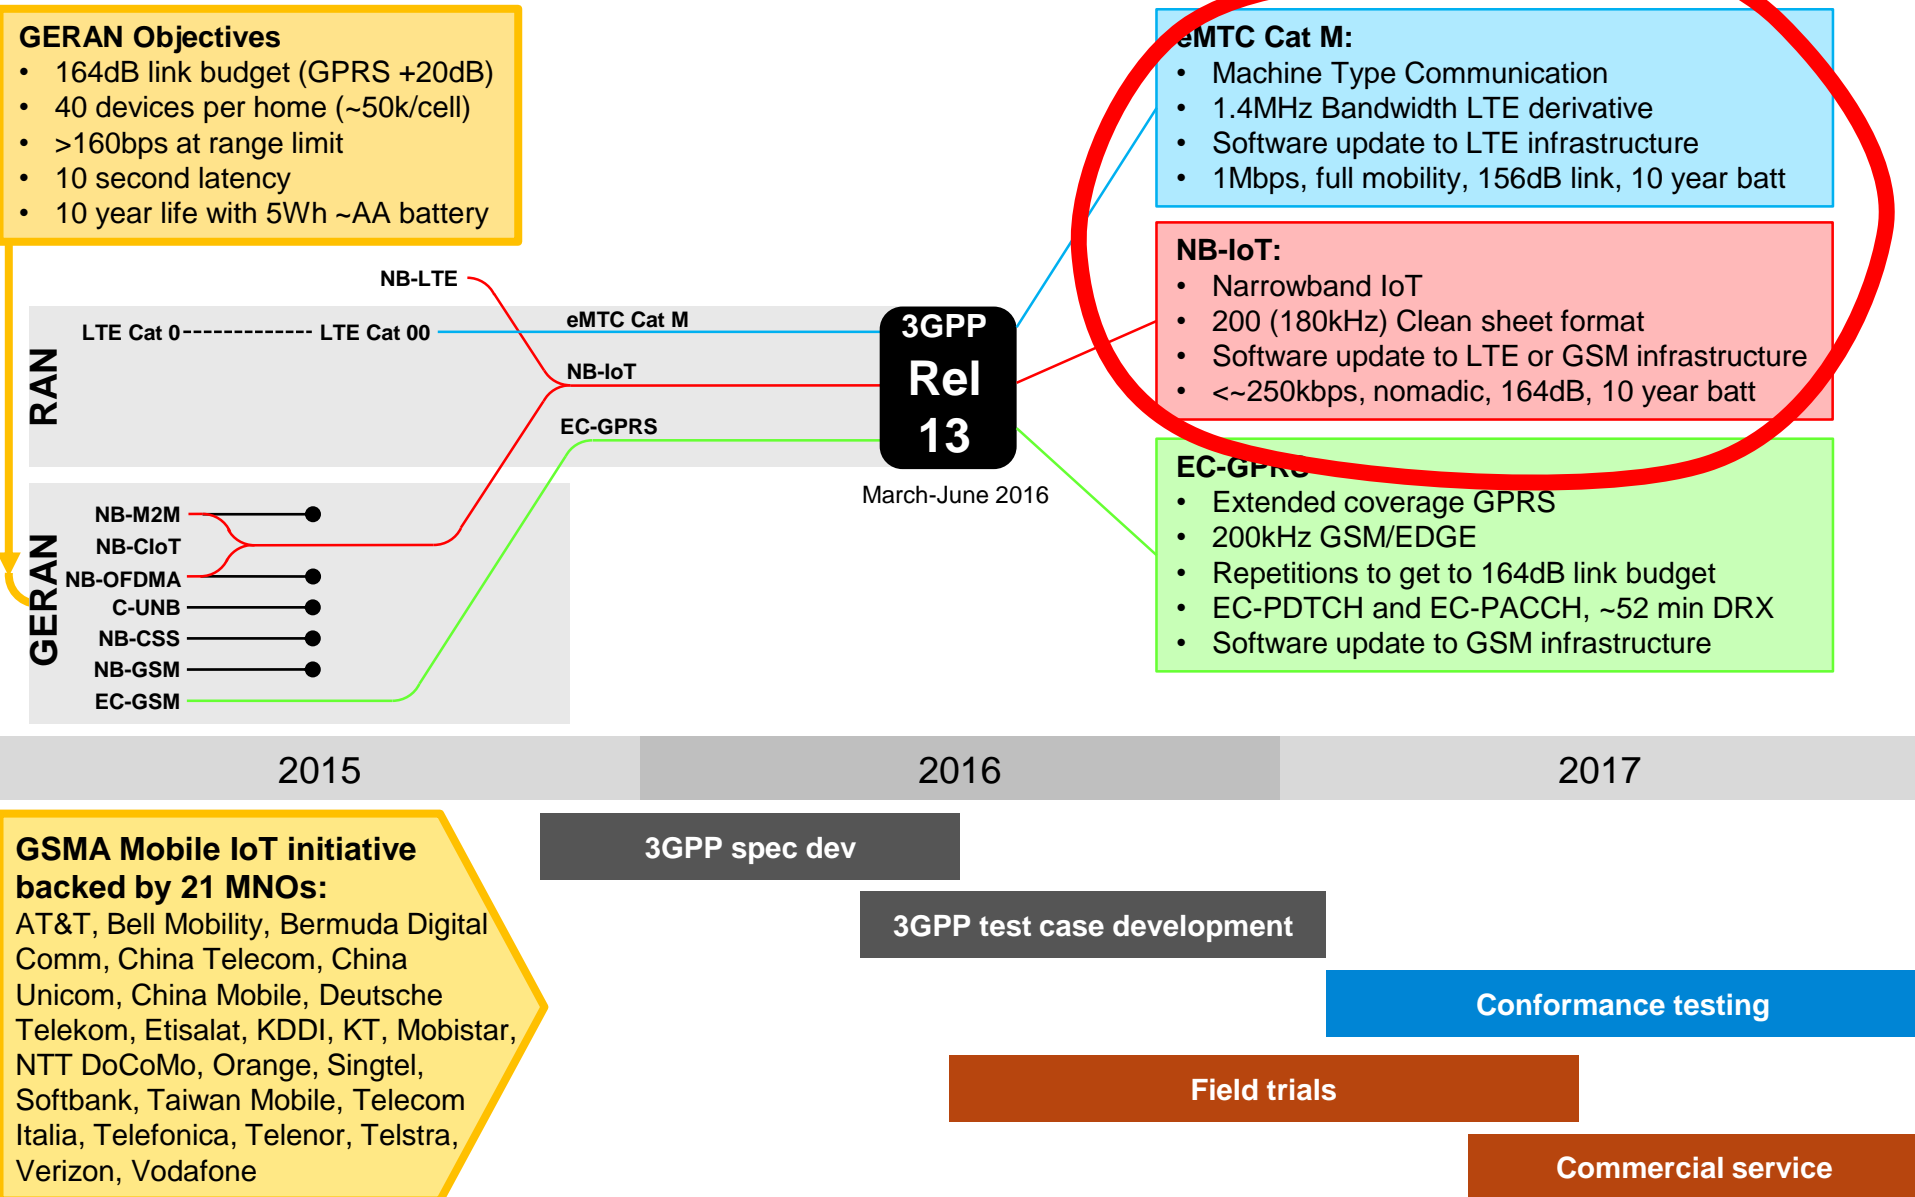 GERAN Objectives
• 164dB link budget (GPRS +20dB)
• 40 devices per home (~50k/cell)
• >160bps at range limit
• 10 second latency
• 10 year life with 5Wh ~AA battery
eMTC Cat M:
• Machine Type Communication
• 1.4MHz Bandwidth LTE derivative
• Software update to LTE infrastructure
• 1Mbps, full mobility, 156dB link, 10 year batt
NB-IoT:
• Narrowband IoT
• 200 (180kHz) Clean sheet format
• Software update to LTE or GSM infrastructure
• <~250kbps, nomadic, 164dB, 10 year batt
EC-GPRS
• Extended coverage GPRS
• 200kHz GSM/EDGE
• Repetitions to get to 164dB link budget
• EC-PDTCH and EC-PACCH, ~52 min DRX
• Software update to GSM infrastructure
RAN
NB-LTE
LTE Cat 0
LTE Cat 00
eMTC Cat M
NB-IoT
EC-GPRS
3GPP
Rel
13
March-June 2016
GERAN
NB-M2M
NB-CIoT
NB-OFDMA
C-UNB
NB-CSS
NB-GSM
EC-GSM
2015
2016
2017
GSMA Mobile IoT initiative
backed by 21 MNOs:
AT&T, Bell Mobility, Bermuda Digital
Comm, China Telecom, China
Unicom, China Mobile, Deutsche
Telekom, Etisalat, KDDI, KT, Mobistar,
NTT DoCoMo, Orange, Singtel,
Softbank, Taiwan Mobile, Telecom
Italia, Telefonica, Telenor, Telstra,
Verizon, Vodafone
3GPP spec dev
3GPP test case development
Conformance testing
Field trials
Commercial service